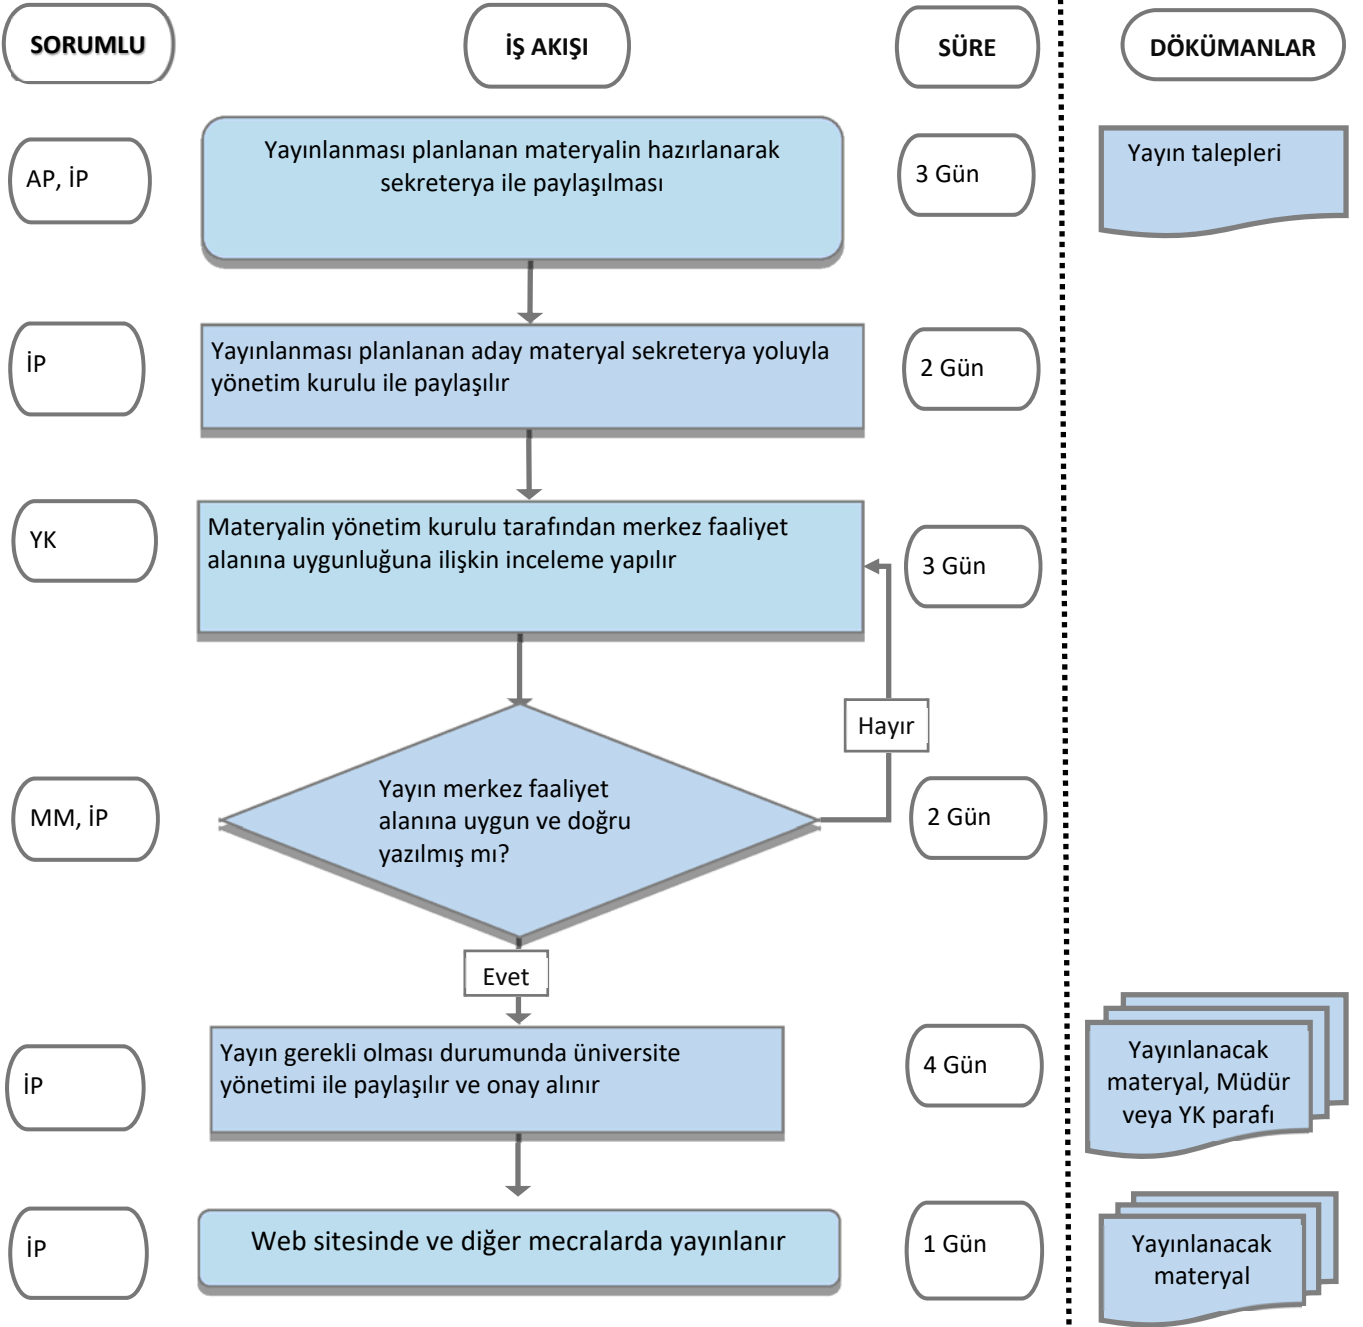 SORUMLU
İŞ AKIŞI
SÜRE
DÖKÜMANLAR
AP, İP
Yayınlanması planlanan materyalin hazırlanarak
sekreterya ile paylaşılması
3 Gün
Yayın talepleri
İP
Yayınlanması planlanan aday materyal sekreterya yoluyla
yönetim kurulu ile paylaşılır
2 Gün
YK
Materyalin yönetim kurulu tarafından merkez faaliyet
alanına uygunluğuna ilişkin inceleme yapılır
3 Gün
Hayır
MM, İP
Yayın merkez faaliyet
alanına uygun ve doğru
yazılmış mı?
2 Gün
Evet
İP
Yayın gerekli olması durumunda üniversite
yönetimi ile paylaşılır ve onay alınır
4 Gün
Yayınlanacak
materyal, Müdür
veya YK parafı
İP
Web sitesinde ve diğer mecralarda yayınlanır
1 Gün
Yayınlanacak
materyal